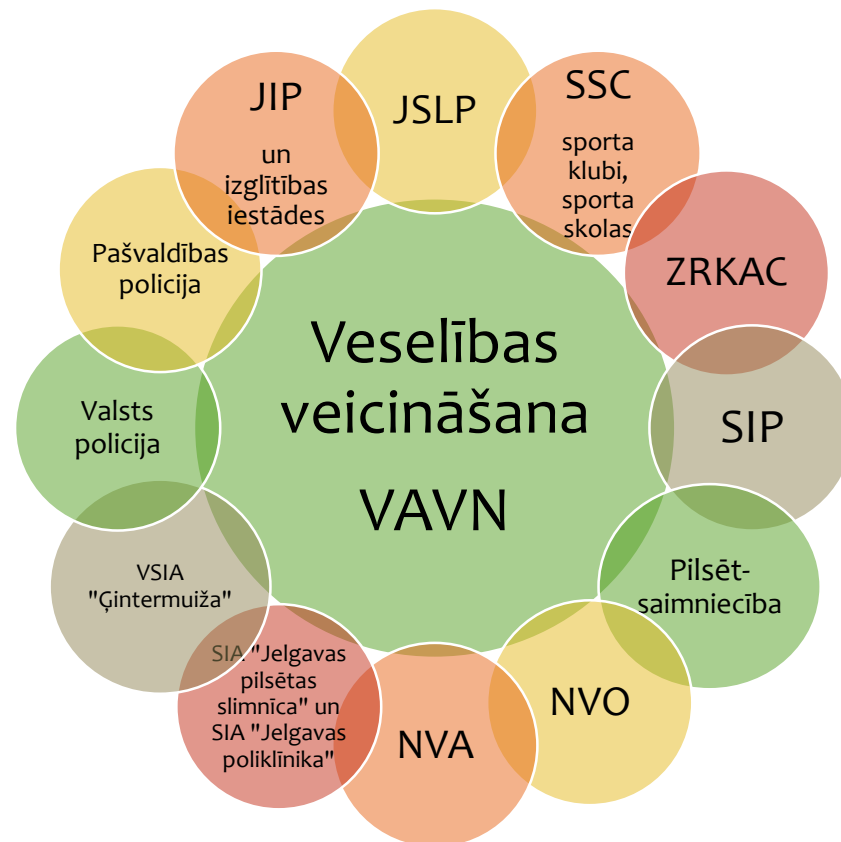 JSLP
SSC
sporta
klubi,
sporta
skolas
ZRKAC
SIP
Pilsēt-
saimniecība
NVO
NVA
SIA "Jelgavas
pilsētas
slimnīca" un
SIA "Jelgavas
poliklīnika"
VSIA
"Ģintermuiža"
Valsts
policija
Pašvaldības
policija
JIP
un
izglītības
iestādes
Veselības
veicināšana
VAVN